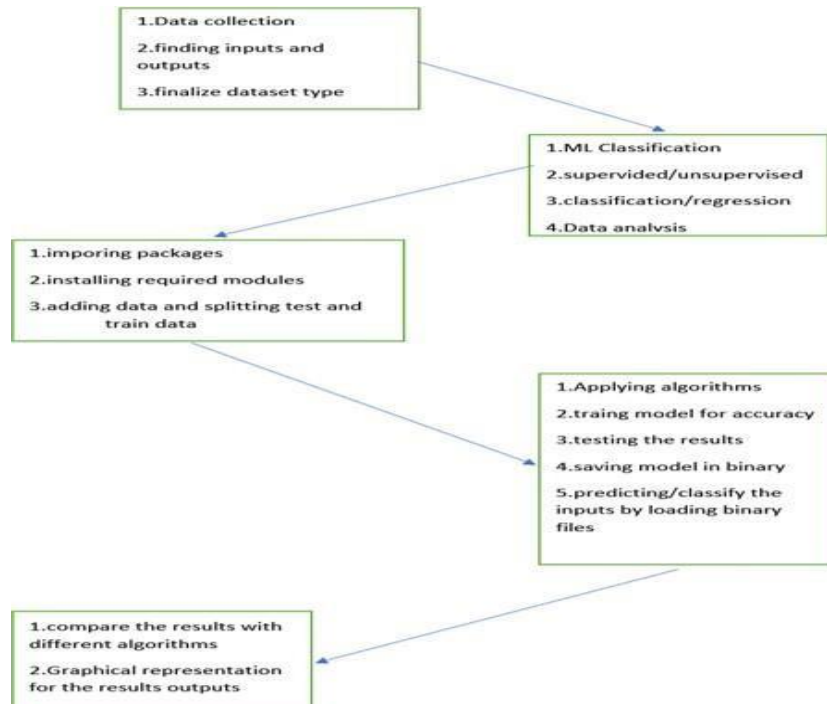 1.Data collection
2.finding inputs and
outputs
3.finalize dataset type
1.ML Classification
2.supervided/unsupervised
3.classification/regression
4.Data analysis
1.imporing packages
2.installing required modules
3.adding data and splitting test and
train data
1.Applying algorithms
2.traing model for accuracy
3.testing the results
4.saving model in binary
5.predicting/classify the
inputs by loading binary
files
1.compare the results with
different algorithms
2.Graphical representation
for the results outputs